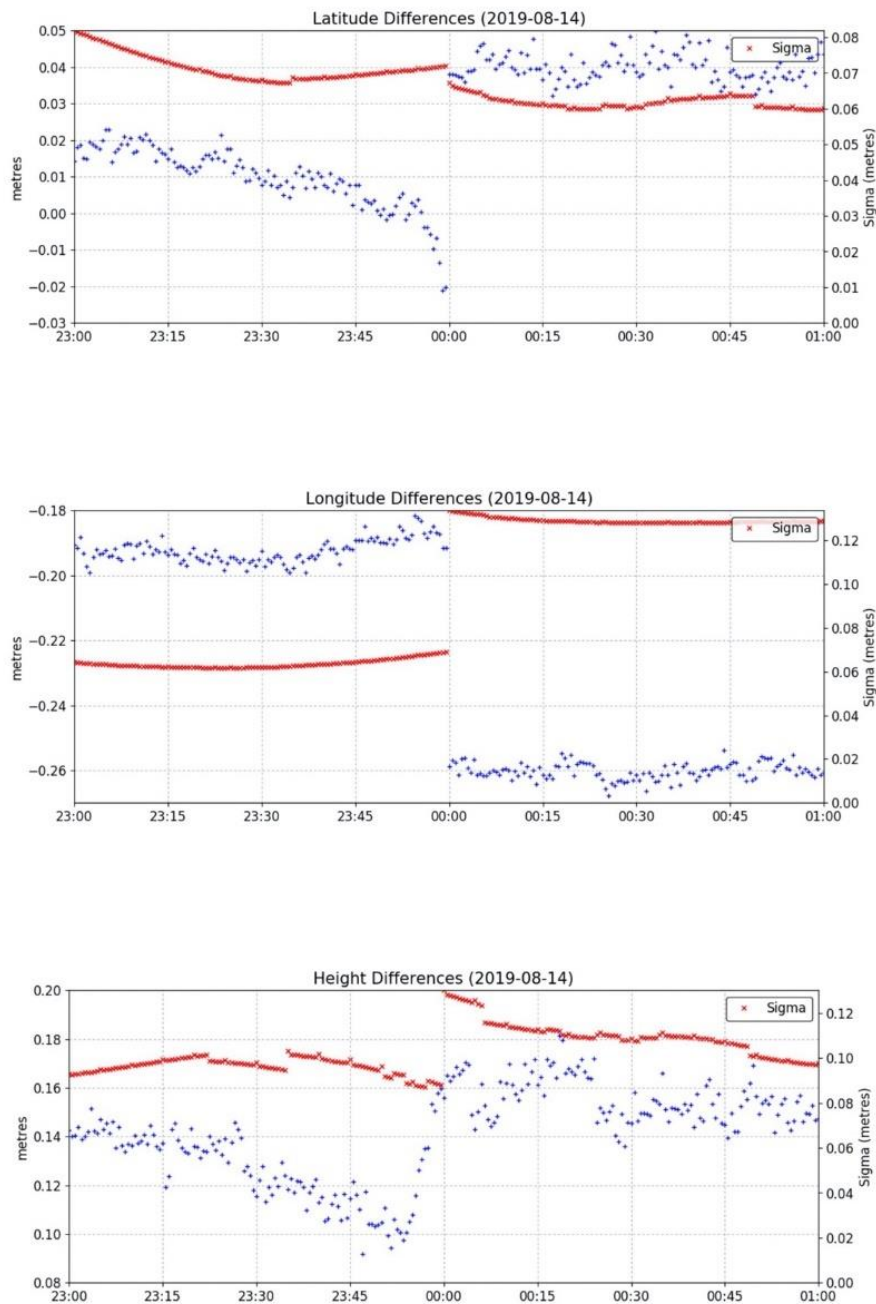 Latitude Differences (2019-08-14)
0.05
0.04
0.03
0.02
0.01
0.00
−0.01
−0.02
−0.03
metres
Sigma
0.08
0.07
0.06
0.05
0.04
0.03
0.02
0.01
0.00
Sigma (metres)
23:00 23:15 23:30 23:45 00:00 00:15 00:30 00:45 01:00
Longitude Differences (2019-08-14)
−0.18
−0.20
−0.22
−0.24
−0.26
metres
Sigma
0.12
0.10
0.08
0.06
0.04
0.02
0.00
Sigma (metres)
23:00 23:15 23:30 23:45 00:00 00:15 00:30 00:45 01:00
Height Differences (2019-08-14)
0.20
0.18
0.16
0.14
0.12
0.10
0.08
metres
Sigma
0.12
0.10
0.08
0.06
0.04
0.02
0.00
Sigma (metres)
23:00 23:15 23:30 23:45 00:00 00:15 00:30 00:45 01:00